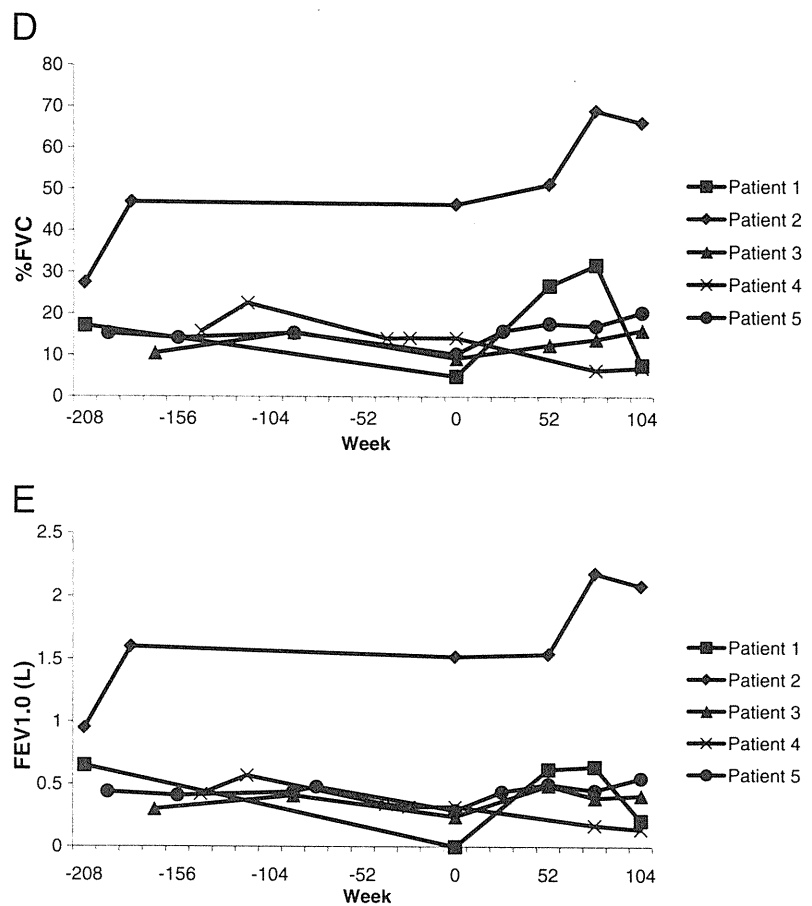 D
80
70
60
50
40
30
20
10
0
%FVC
-208 -156 -104 -52 0 52 104
Week
Patient 1
Patient 2
Patient 3
Patient 4
Patient 5
E
2.5
2
1.5
1
0.5
0
FEV1.0 (L)
-208 -156 -104 -52 0 52 104
Week
Patient 1
Patient 2
Patient 3
Patient 4
Patient 5